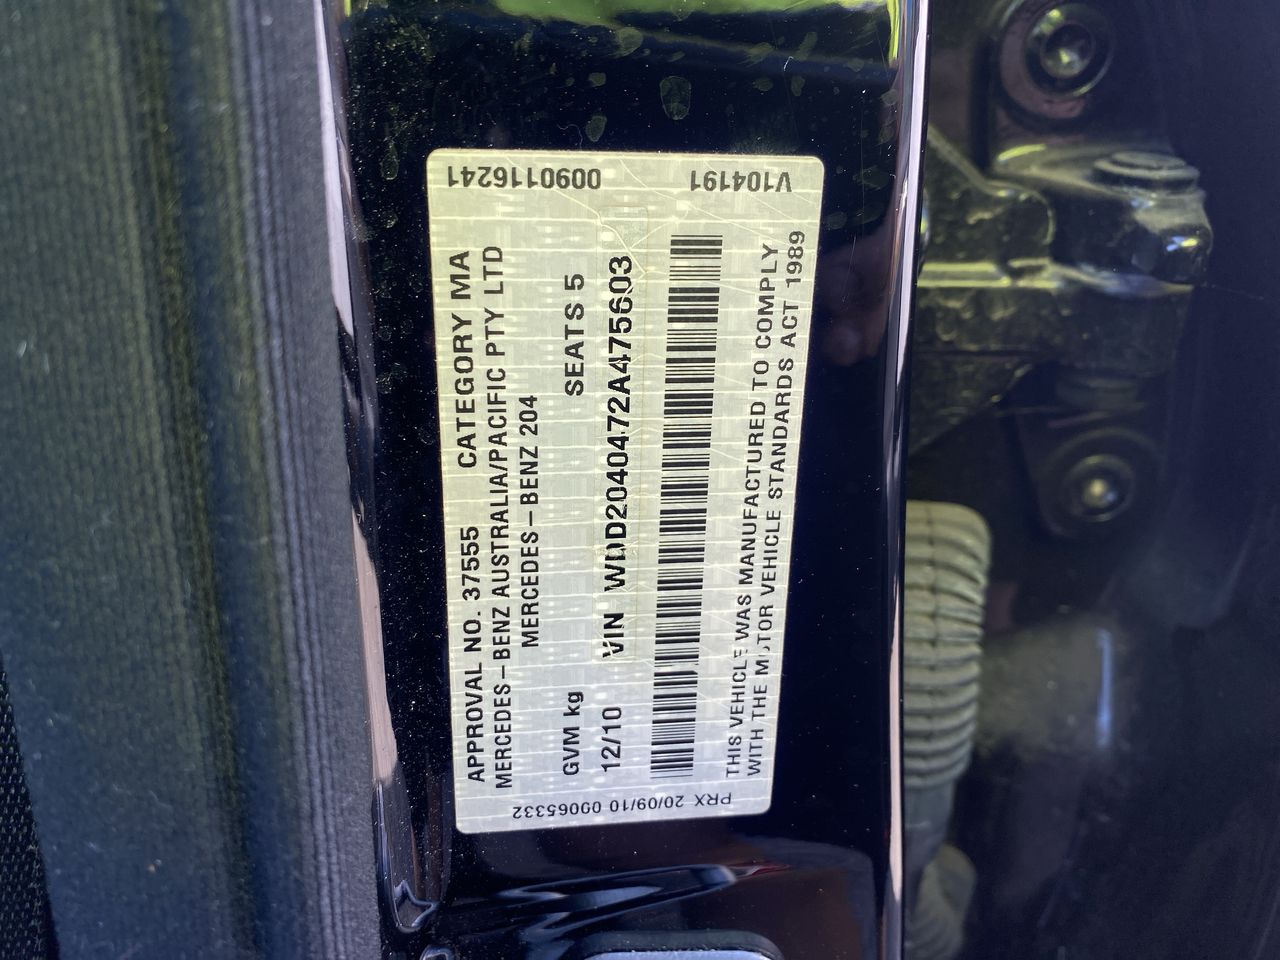 0090116241
V104191
APPROVAL NO. 37555 CATEGORY MA
MERCEDES-BENZ AUSTRALIA/PACIFIC PTY LTD
MERCEDES-BENZ 204
GVM kg SEATS 5
12/10 VIN WDD2040472A475603
THIS VEHICLE WAS MANUFACTURED TO COMPLY
WITH THE MOTOR VEHICLE STANDARDS ACT 1989
PRX 20/09/10 00065332